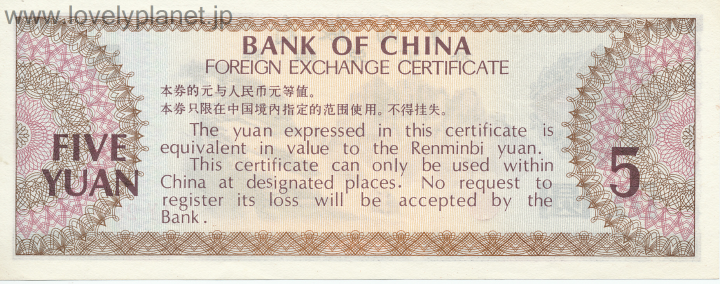 www.lovelyplanet.jp
BANK OF CHINA
FOREIGN EXCHANGE CERTIFICATE
本券的元与人民币元等值。
本券只限在中国境内指定的范围使用。不得挂失。
The yuan expressed in this certificate is
equivalent in value to the Renminbi yuan.
This certificate can only be used within
China at designated places. No request to
register its loss will be accepted by the
Bank.
FIVE
YUAN
5